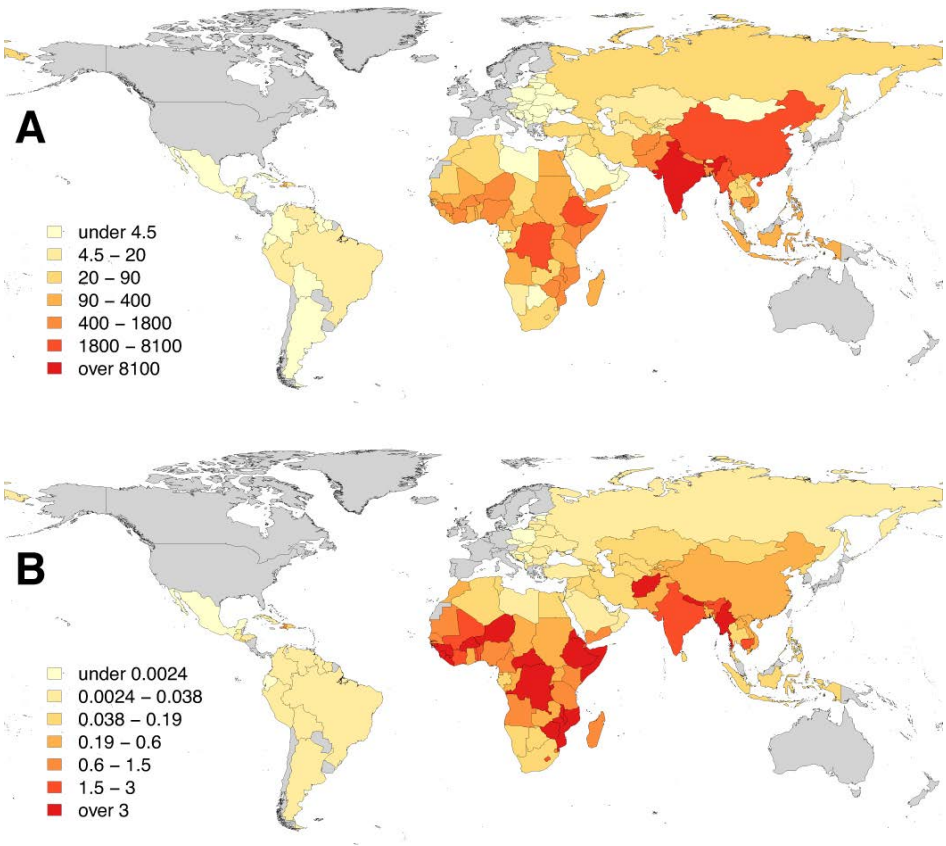 A
under 4.5
4.5 – 20
20 – 90
90 – 400
400 – 1800
1800 – 8100
over 8100
B
under 0.0024
0.0024 – 0.038
0.038 – 0.19
0.19 – 0.6
0.6 – 1.5
1.5 – 3
over 3